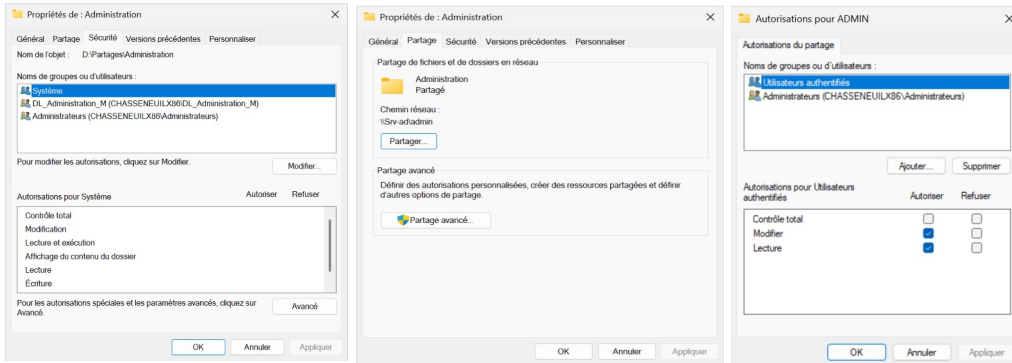 Propriétés de : Administration
Général Partage Sécurité Versions précédentes Personnaliser
Nom de l'objet : D:\Partages\Administration
Noms de groupes ou d'utilisateurs :
Système
DL_Administration_M (CHASSENEUILX86\DL_Administration_M)
Administrateurs (CHASSENEUILX86\Administrateurs)
Pour modifier les autorisations, cliquez sur Modifier.
Modifier...
Autorisations pour Système Autoriser Refuser
Contrôle total
Modification
Lecture et exécution
Affichage du contenu du dossier
Lecture
Écriture
Pour les autorisations spéciales et les paramètres avancés, cliquez sur
Avancé.
Avancé
OK Annuler Appliquer
Propriétés de : Administration
Général Partage Sécurité Versions précédentes Personnaliser
Partage de fichiers et de dossiers en réseau
Administration
Partagé
Chemin réseau :
\\Srv-ad\admin
Partager...
Partage avancé
Définir des autorisations personnalisées, créer des ressources partagées et définir
d'autres options de partage.
Partage avancé...
OK Annuler Appliquer
Autorisations pour ADMIN
Autorisations du partage
Noms de groupes ou d'utilisateurs :
Utilisateurs authentifiés
Administrateurs (CHASSENEUILX86\Administrateurs)
Ajouter... Supprimer
Autorisations pour Utilisateurs
authentifiés Autoriser Refuser
Contrôle total
Modifier
Lecture
OK Annuler Appliquer